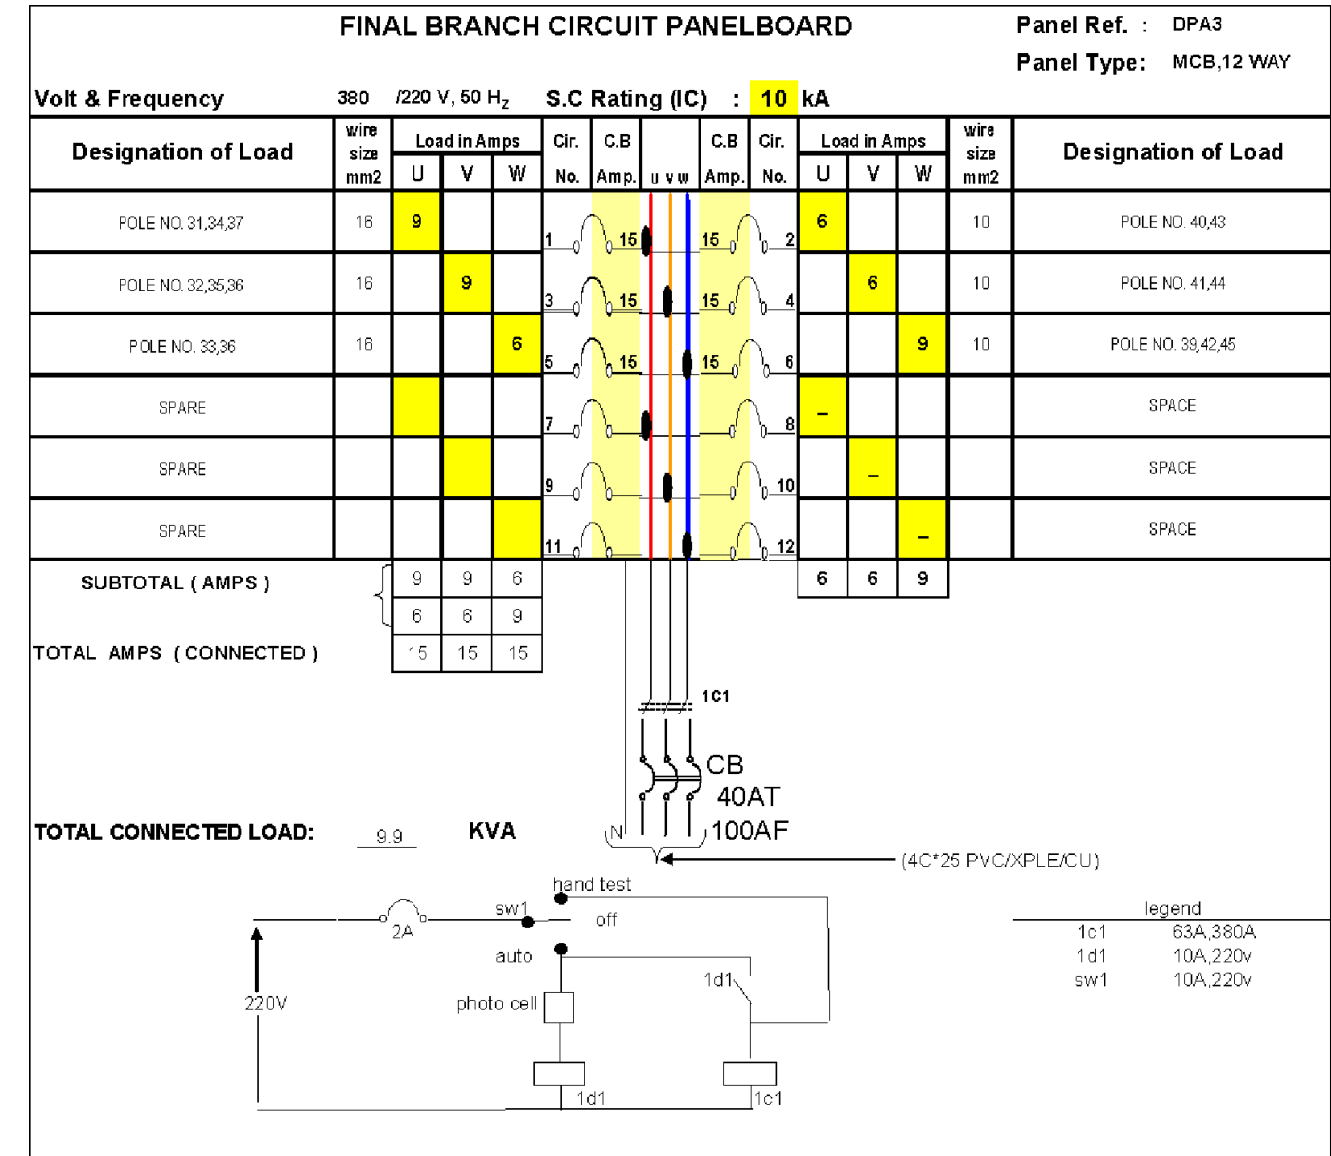 FINAL BRANCH CIRCUIT PANELBOARD Panel Ref. : DPA3
Panel Type: MCB,12 WAY
Volt & Frequency 380 /220 V, 50 HZ S.C Rating (IC) : 10 kA
Designation of Load wire size mm2 Load in Amps Cir. No. C.B Amp. U V W C.B Amp. Cir. No. Load in Amps wire size mm2 Designation of Load
U V W U V W
POLE NO. 31,34,37 16 9 1 15 15 2 6 10 POLE NO. 40,43
POLE NO. 32,35,36 16 9 3 15 15 4 6 10 POLE NO. 41,44
POLE NO. 33,36 16 6 5 15 15 6 9 10 POLE NO. 39,42,45
SPARE 7 8 – SPACE
SPARE 9 10 – SPACE
SPARE 11 12 – SPACE
SUBTOTAL ( AMPS ) 9 9 6 6 6 9
6 6 9
TOTAL AMPS ( CONNECTED ) 15 15 15
1C1
CB
40AT
100AF
TOTAL CONNECTED LOAD: 9.9 KVA
N
(4C*25 PVC/XPLE/CU)
hand test
sw1
off
2A
auto
1d1
220V
photo cell
1d1
1c1
legend
1c1 63A,380A
1d1 10A,220v
sw1 10A,220v